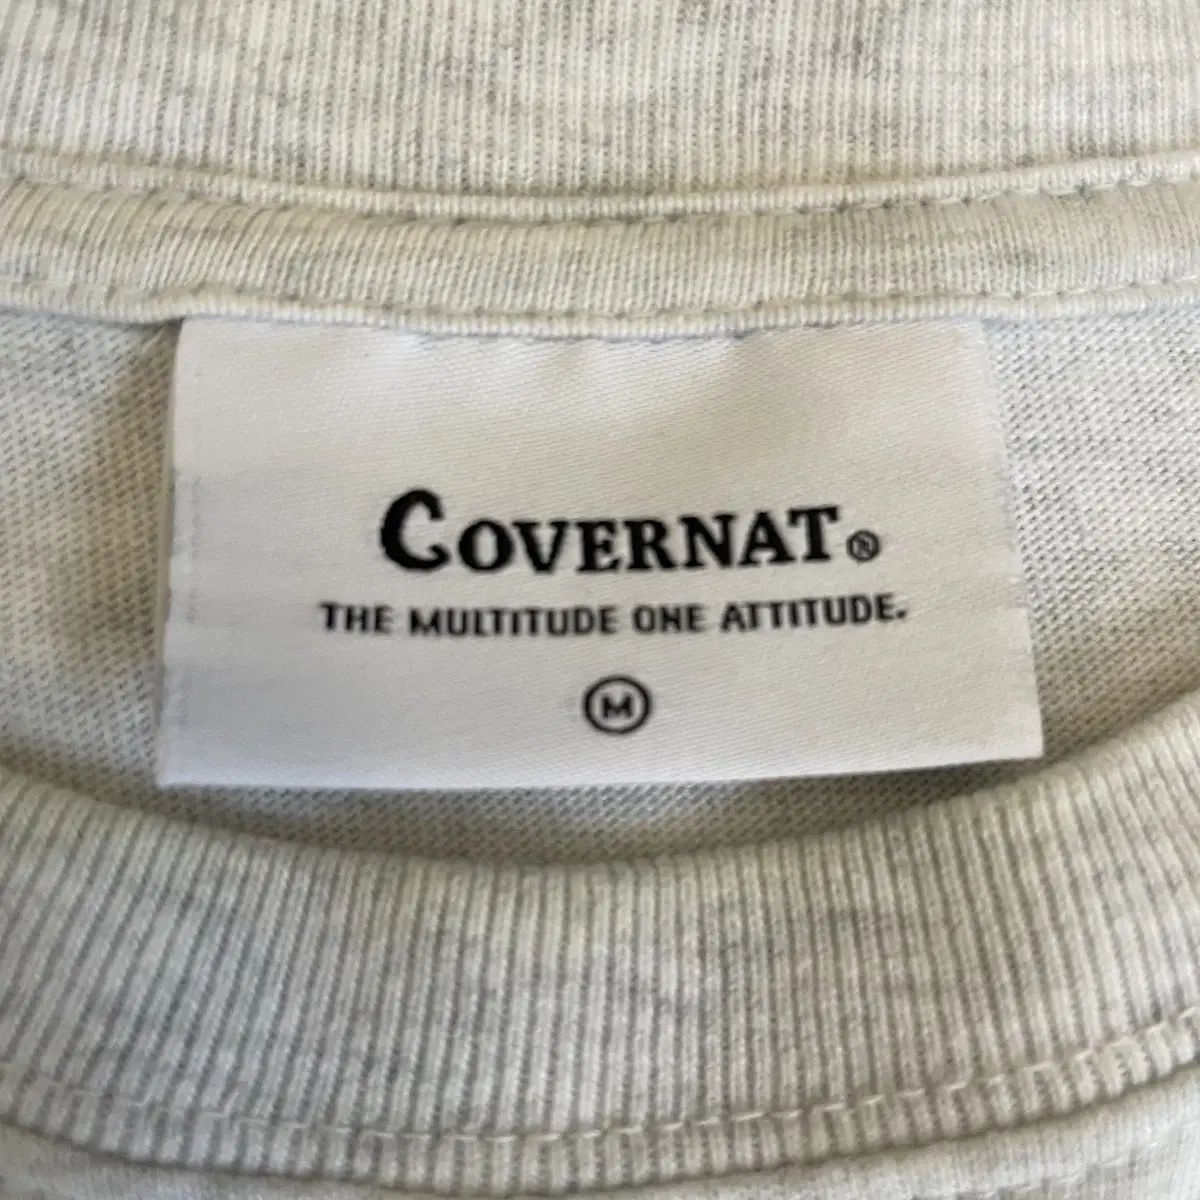 COVERNAT®
THE MULTITUDE ONE ATTITUDE.
M